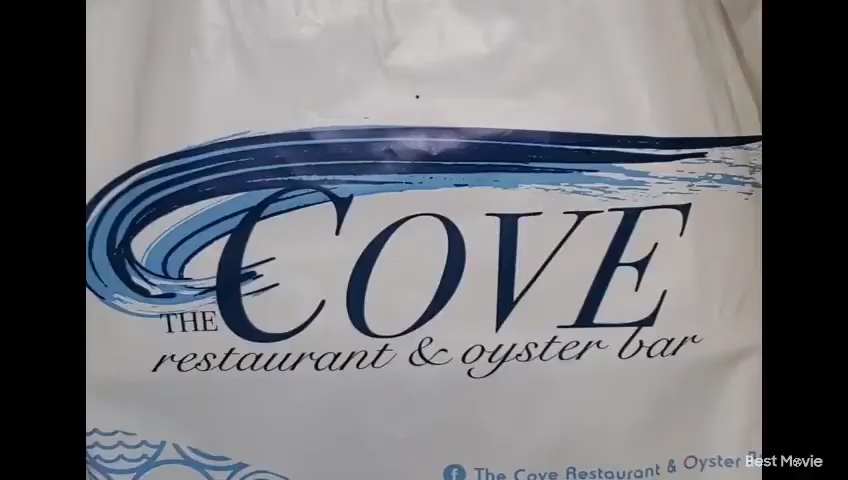 THE COVE
restaurant & oyster bar
The Cove Restaurant & Oyster
Best Movie